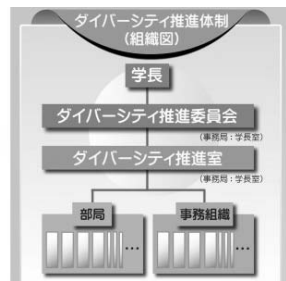 ダイバーシティ推進体制
(組織図)
学長
ダイバーシティ推進委員会
(事務局:学長室)
ダイバーシティ推進室
(事務局:学長室)
部局
事務組織
…
…